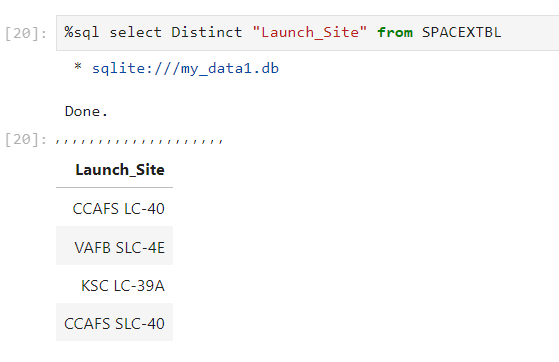 [20]: %sql select Distinct "Launch_Site" from SPACEXTBL
* sqlite:///my_data1.db
Done.
[20]: ,,,,,,,,,,,,,,,,,,,,
Launch_Site
CCAFS LC-40
VAFB SLC-4E
KSC LC-39A
CCAFS SLC-40